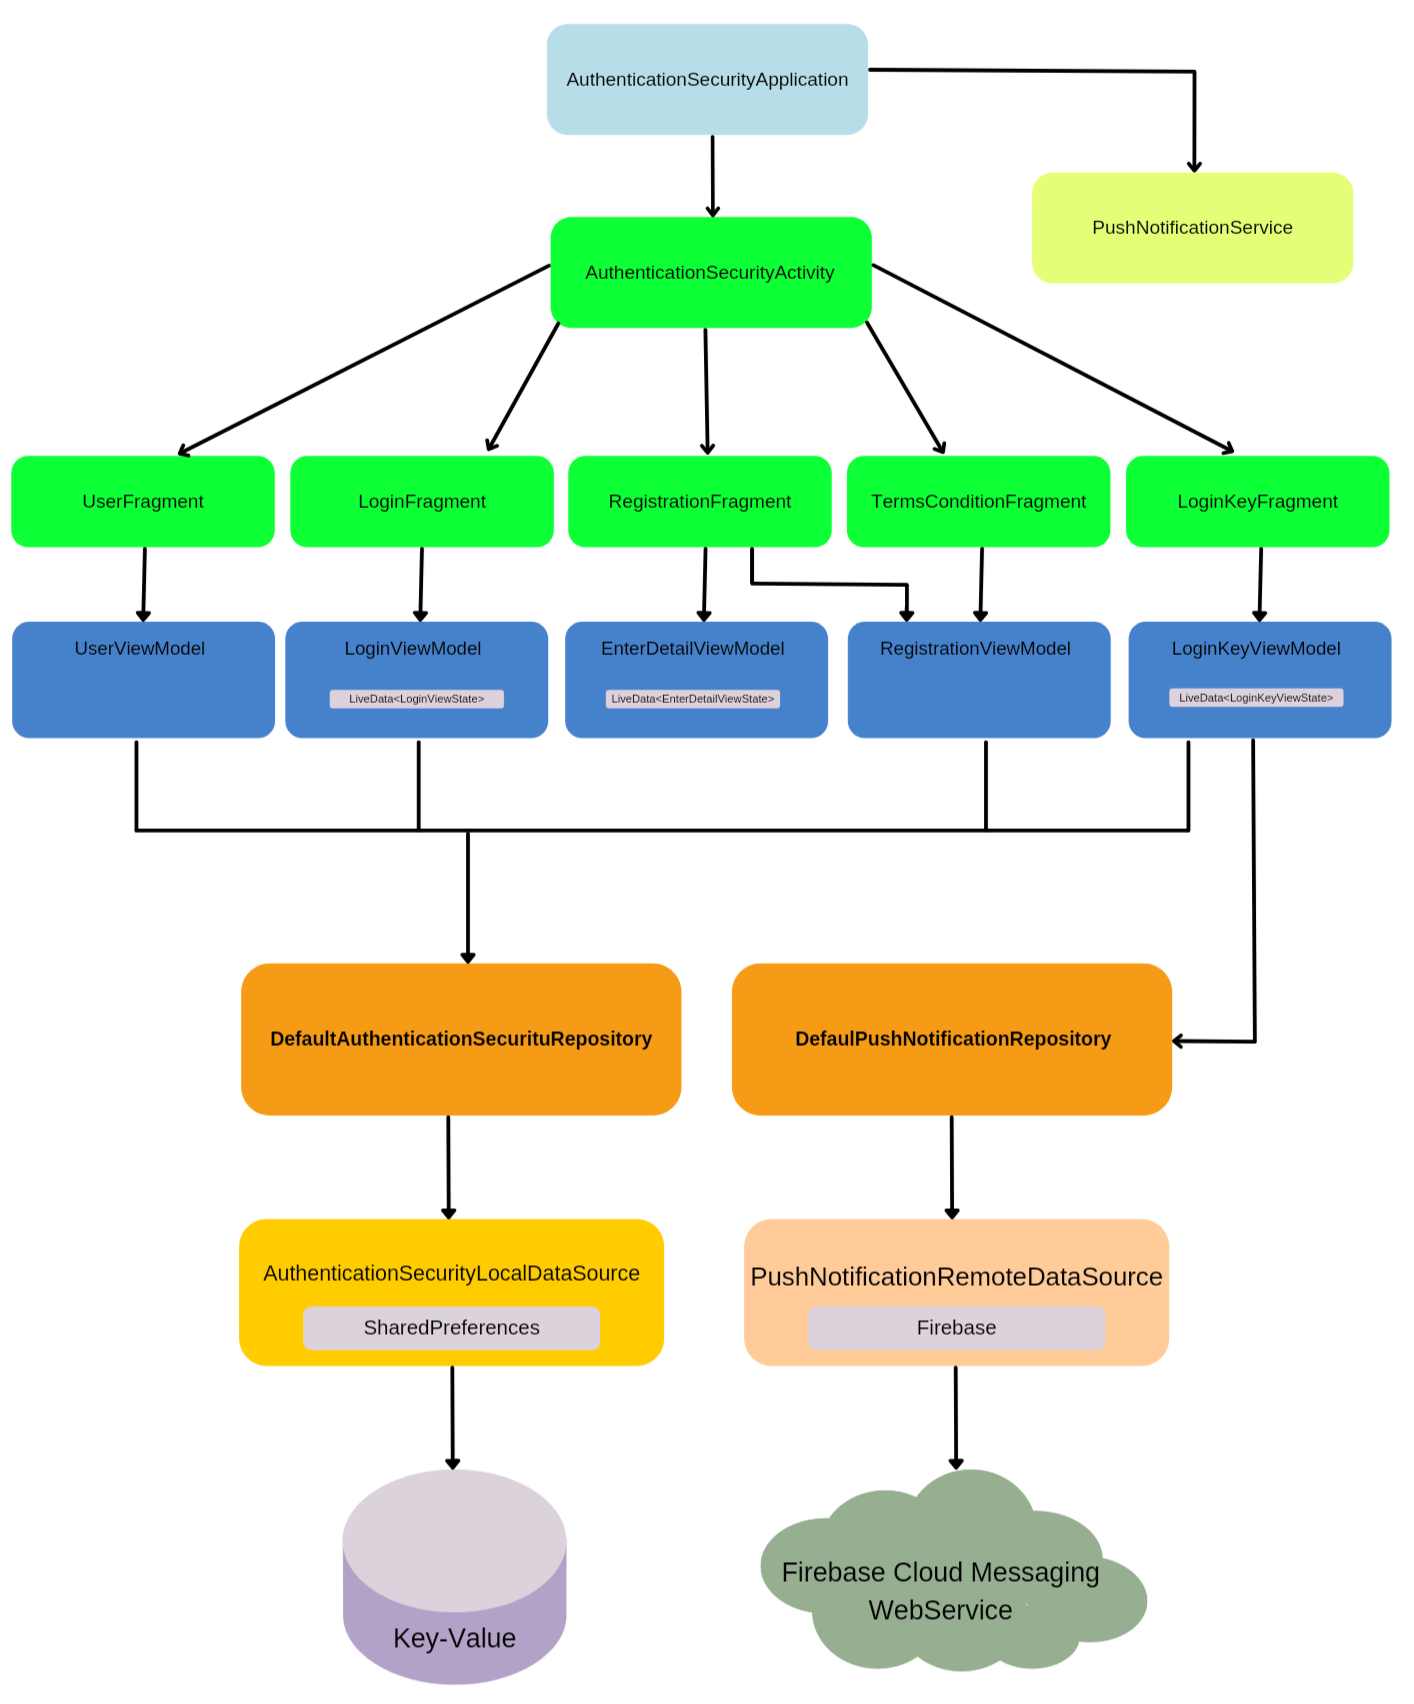 AuthenticationSecurityApplication
PushNotificationService
AuthenticationSecurityActivity
UserFragment
LoginFragment
RegistrationFragment
TermsConditionFragment
LoginKeyFragment
UserViewModel
LoginViewModel
EnterDetailViewModel
RegistrationViewModel
LoginKeyViewModel
LiveData<LoginViewState>
LiveData<EnterDetailViewState>
LiveData<LoginKeyViewState>
DefaultAuthenticationSecurituRepository
DefaulPushNotificationRepository
AuthenticationSecurityLocalDataSource
SharedPreferences
PushNotificationRemoteDataSource
Firebase
Key-Value
Firebase Cloud Messaging
WebService